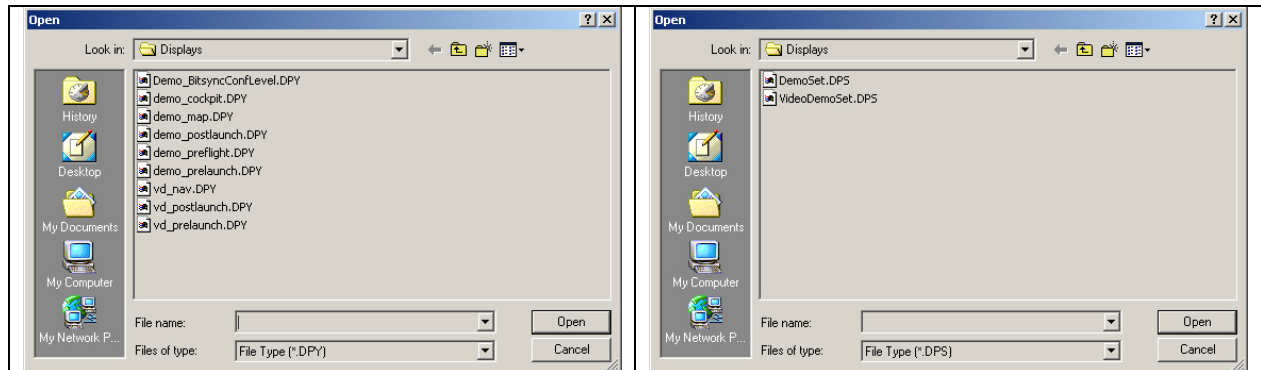 Open
Look in:
Displays
History
Desktop
My Documents
My Computer
My Network P...
Demo_BitsyncConfLevel.DPY
demo_cockpit.DPY
demo_map.DPY
demo_postlaunch.DPY
demo_preflight.DPY
demo_prelaunch.DPY
vd_nav.DPY
vd_postlaunch.DPY
vd_prelaunch.DPY
File name:
Open
Files of type:
File Type (*.DPY)
Cancel
Open
Look in:
Displays
History
Desktop
My Documents
My Computer
My Network P...
DemoSet.DPS
VideoDemoSet.DPS
File name:
Open
Files of type:
File Type (*.DPS)
Cancel